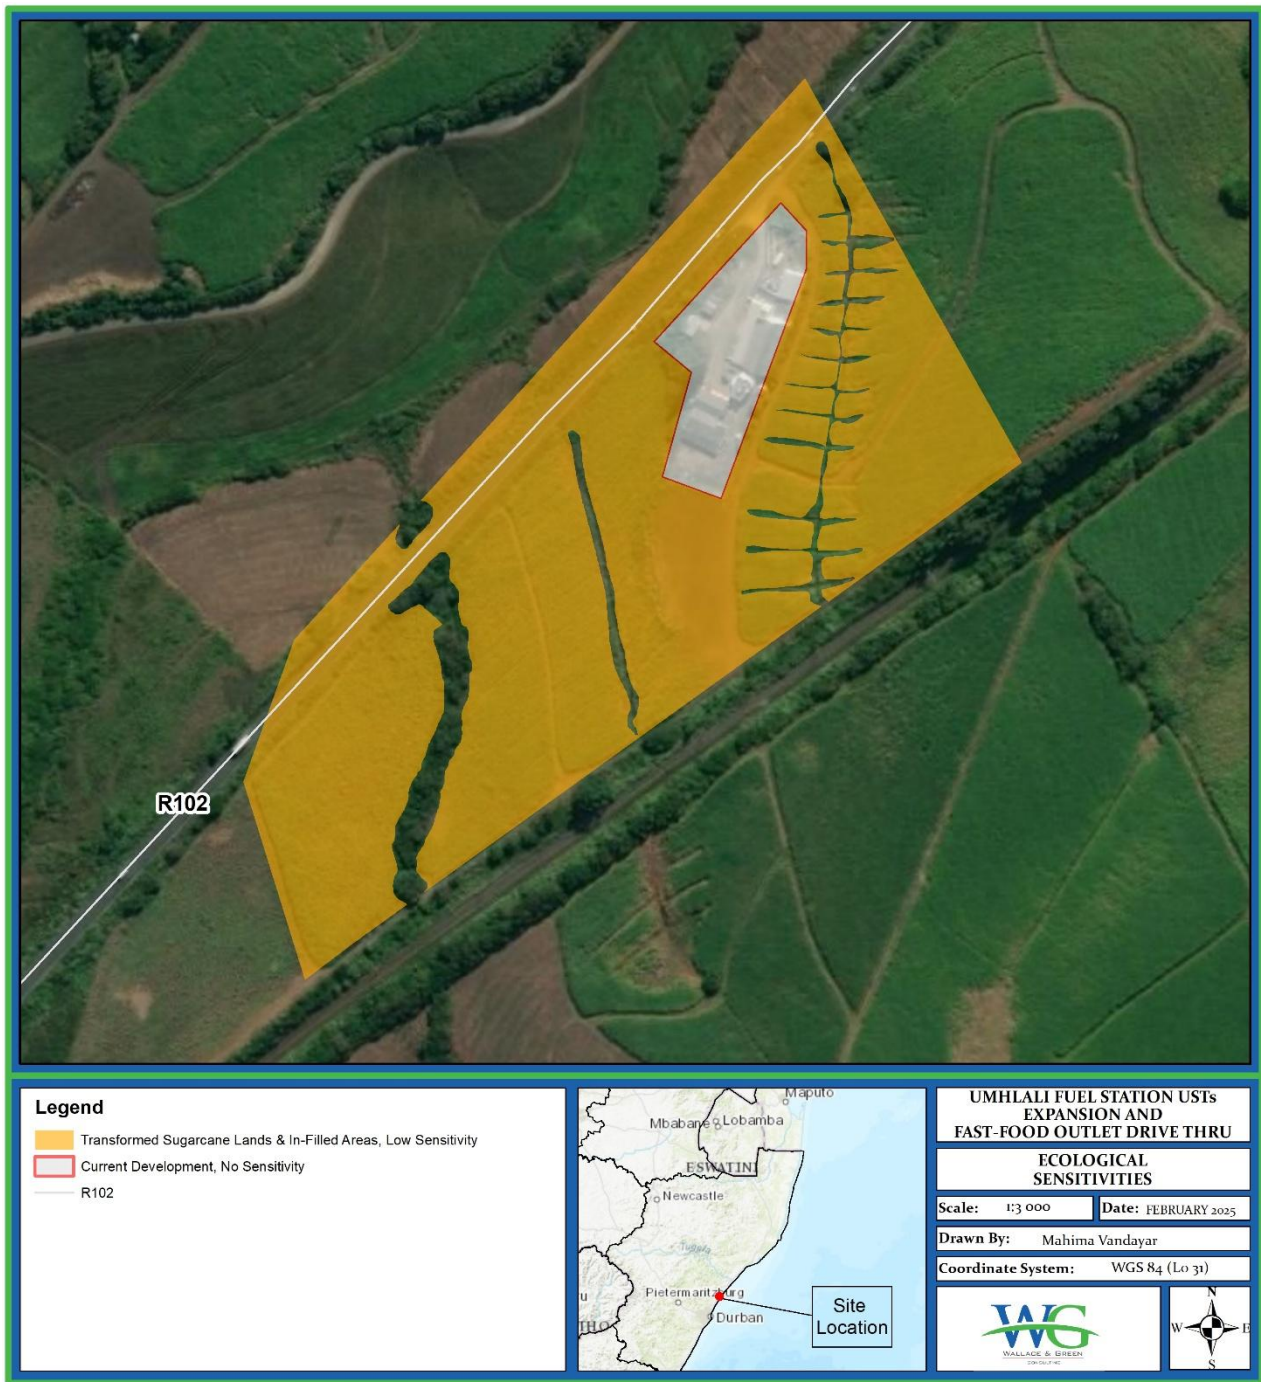 R102
Legend
Transformed Sugarcane Lands & In-Filled Areas, Low Sensitivity
Current Development, No Sensitivity
R102
Maputo
Mbabane
Lobamba
ESWATINI
Newcastle
Tugela
Pietermaritzburg
Durban
THO
Site
Location
UMHLALI FUEL STATION USTs
EXPANSION AND
FAST-FOOD OUTLET DRIVE THRU
ECOLOGICAL
SENSITIVITIES
Scale: 1:3 000
Date: FEBRUARY 2025
Drawn By: Mahima Vandayar
Coordinate System: WGS 84 (Lo 31)
WG
WALLACE & GREEN
CONSULTING
N
W E
S